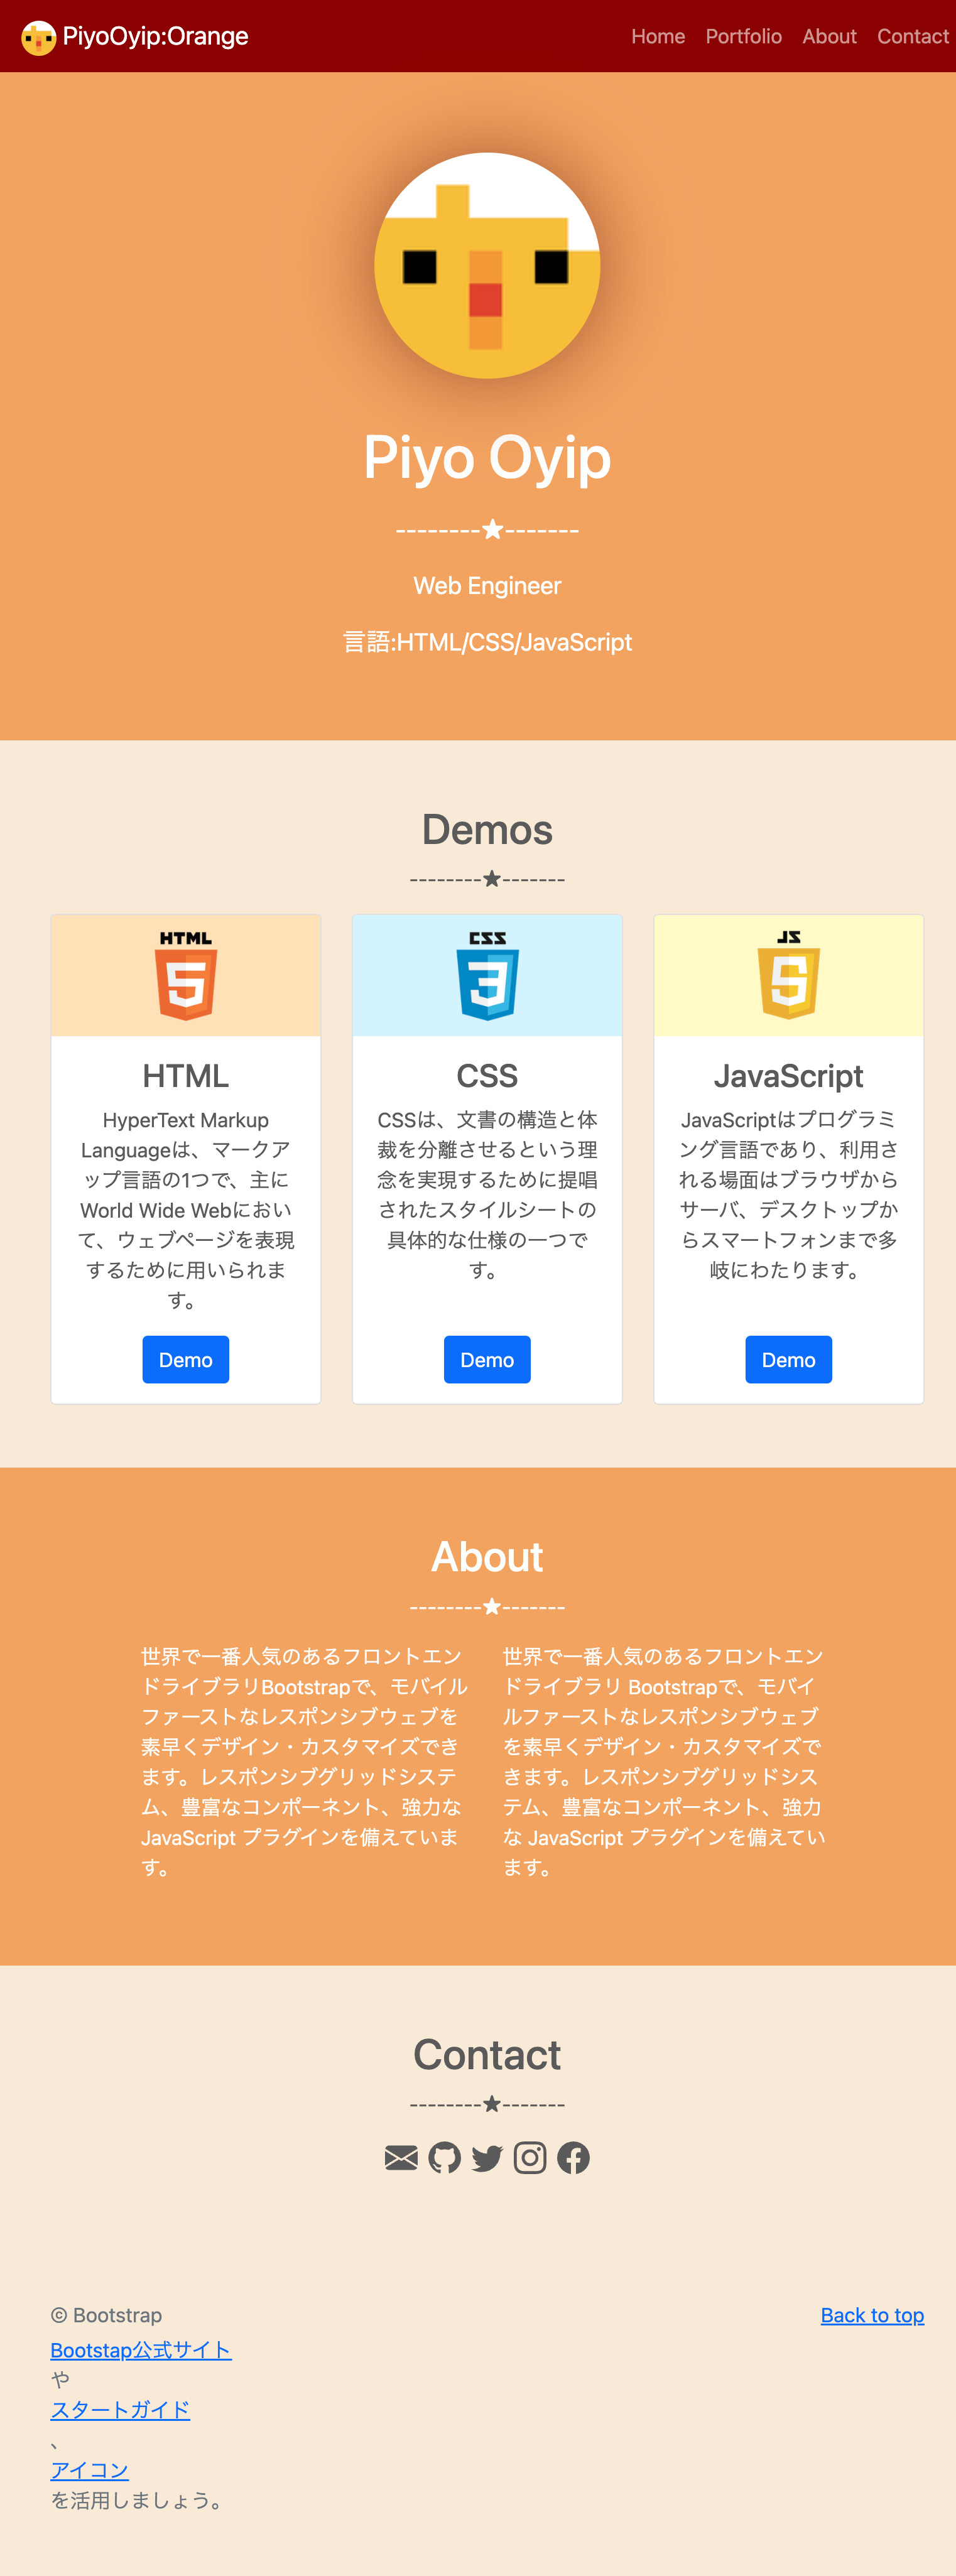 PiyoOyip:Orange
Home Portfolio About Contact
Piyo Oyip
--------★-------
Web Engineer
言語:HTML/CSS/JavaScript
Demos
--------★-------
HTML
5
HTML
HyperText Markup
Languageは、マークア
ップ言語の1つで、主に
World Wide Webにおい
て、ウェブページを表現
するために用いられま
す。
Demo
CSS
3
CSS
CSSは、文書の構造と体
裁を分離させるという理
念を実現するために提唱
されたスタイルシートの
具体的な仕様の一つで
す。
Demo
JS
5
JavaScript
JavaScriptはプログラミ
ング言語であり、利用さ
れる場面はブラウザから
サーバ、デスクトップか
らスマートフォンまで多
岐にわたります。
Demo
About
--------★-------
世界で一番人気のあるフロントエン
ドライブラリBootstrapで、モバイル
ファーストなレスポンシブウェブを
素早くデザイン・カスタマイズでき
ます。レスポンシブグリッドシステ
ム、豊富なコンポーネント、強力な
JavaScript プラグインを備えていま
す。
世界で一番人気のあるフロントエン
ドライブラリ Bootstrapで、モバイ
ルファーストなレスポンシブウェブ
を素早くデザイン・カスタマイズで
きます。レスポンシブグリッドシス
テム、豊富なコンポーネント、強力
な JavaScript プラグインを備えてい
ます。
Contact
--------★-------
© Bootstrap
Back to top
Bootstap公式サイト
や
スタートガイド
、
アイコン
を活用しましょう。